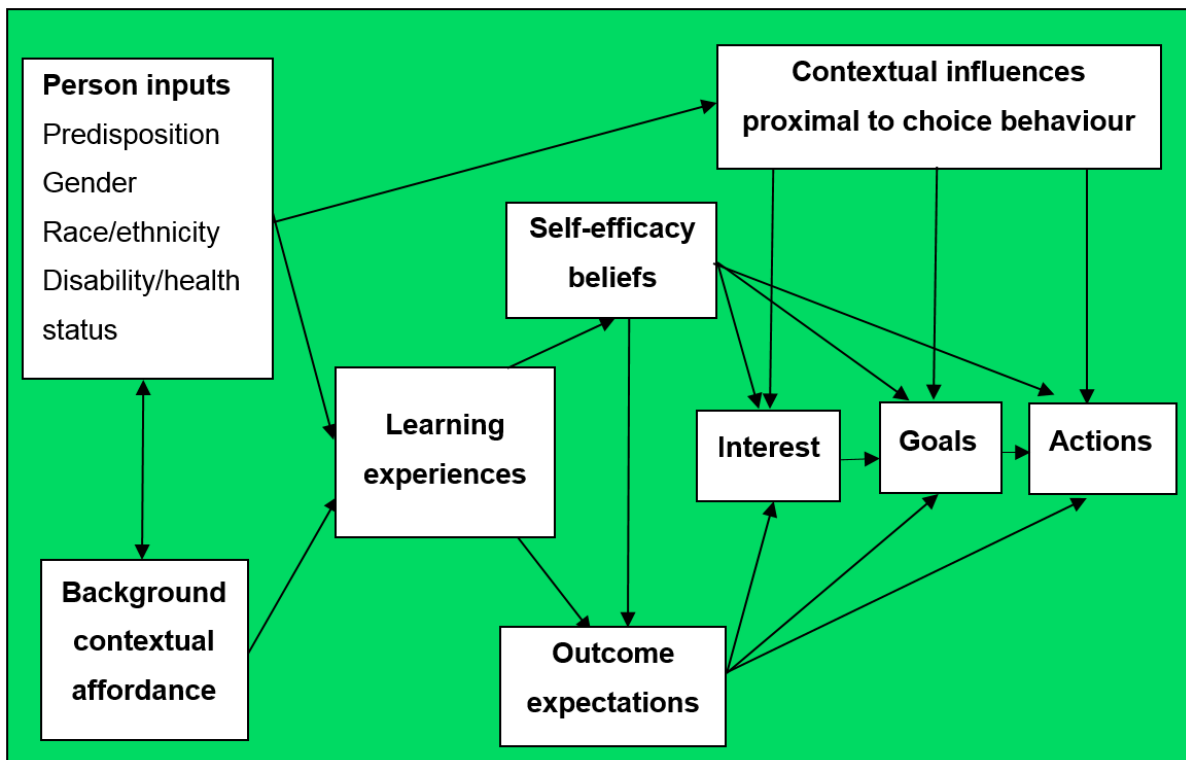 Person inputs
Predisposition
Gender
Race/ethnicity
Disability/health
status
Contextual influences
proximal to choice behaviour
Self-efficacy
beliefs
Learning
experiences
Interest
Goals
Actions
Background
contextual
affordance
Outcome
expectations